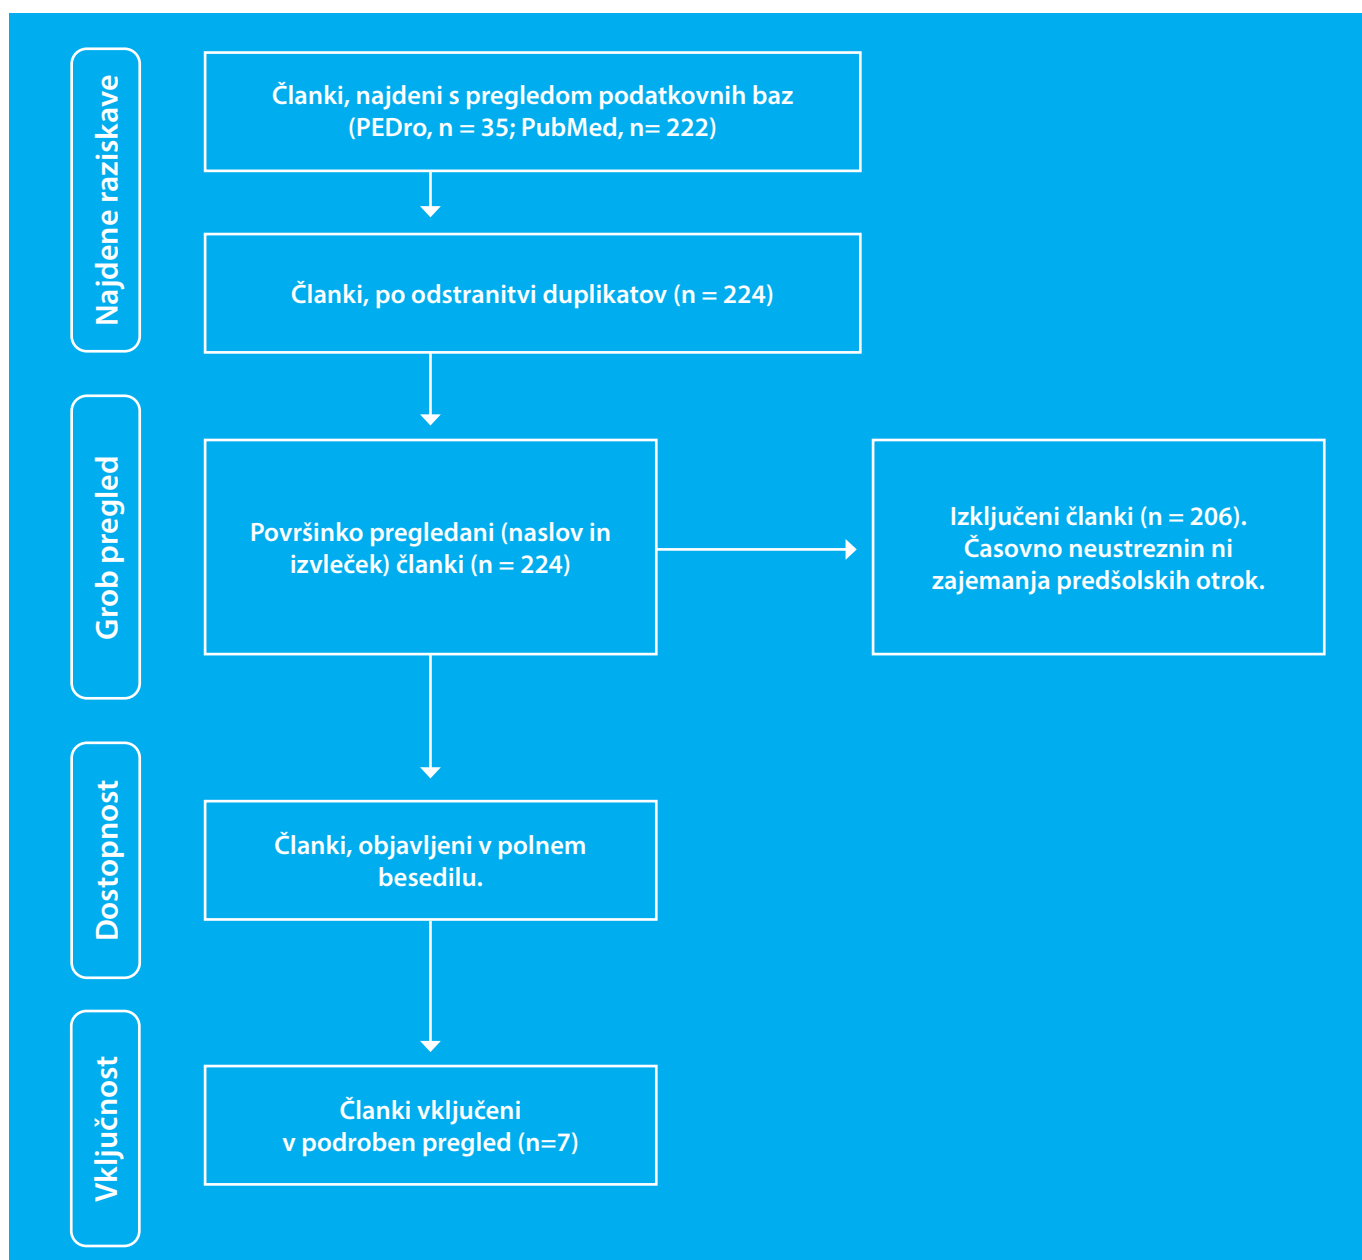 Najdene raziskave
Članki, najdeni s pregledom podatkovnih baz
(PEDro, n = 35; PubMed, n= 222)
Članki, po odstranitvi duplikatov (n = 224)
Grob pregled
Površinko pregledani (naslov in
izvleček) članki (n = 224)
Izključeni članki (n = 206).
Časovno neustreznin ni
zajemanja predšolskih otrok.
Dostopnost
Članki, objavljeni v polnem
besedilu.
Vključnost
Članki vključeni
v podroben pregled (n=7)